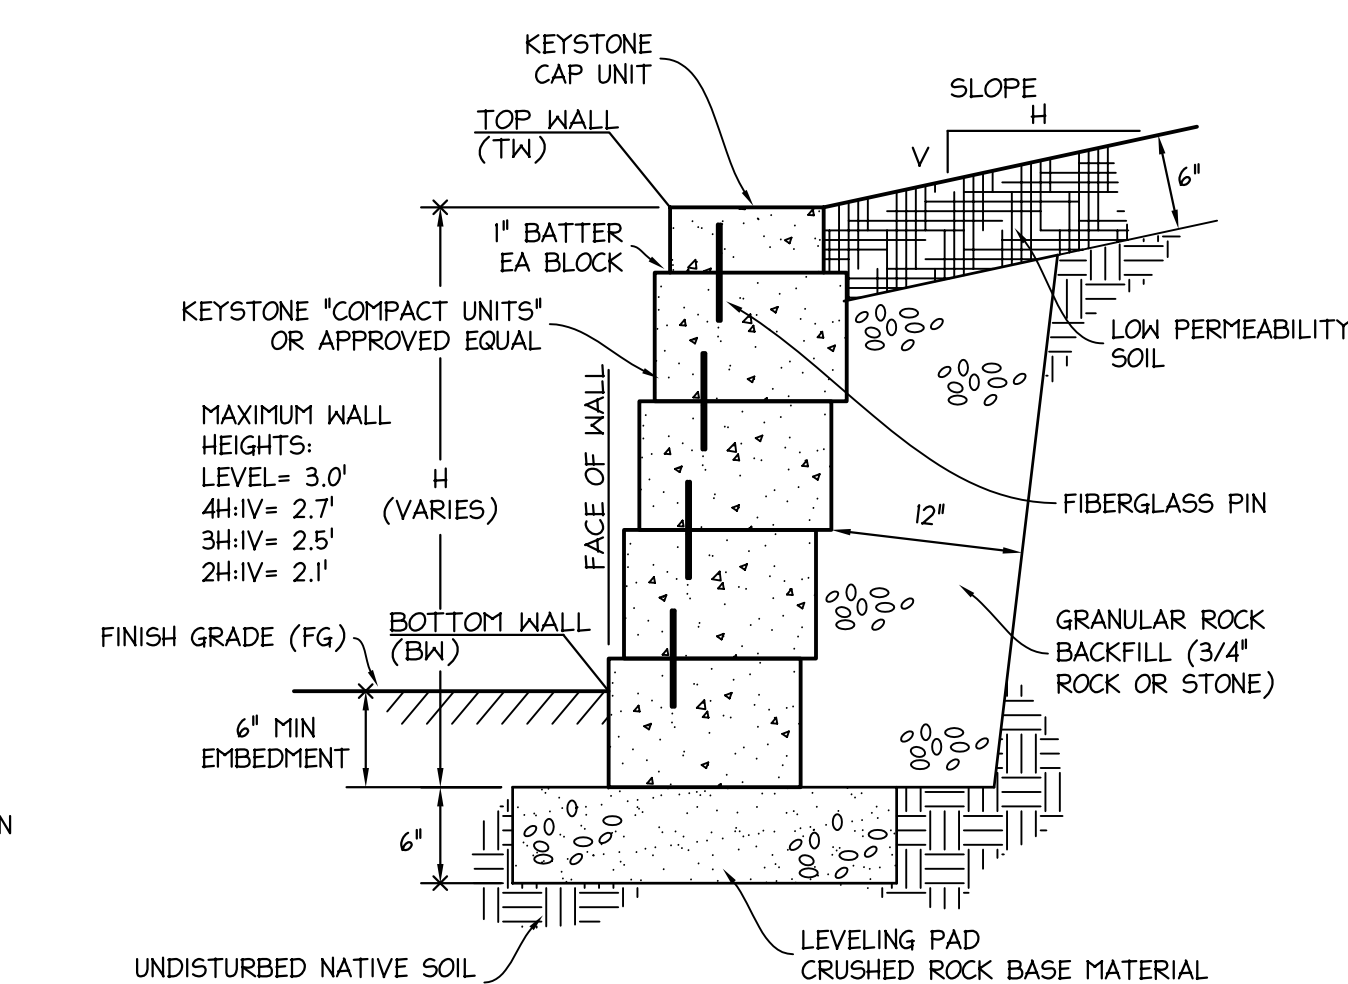 KEYSTONE
CAP UNIT
SLOPE
H
V
TOP WALL
(TW)
6"
1" BATTER
EA BLOCK
KEYSTONE "COMPACT UNITS"
OR APPROVED EQUAL
LOW PERMEABILITY
SOIL
FACE OF WALL
MAXIMUM WALL
HEIGHTS:
LEVEL= 3.0'
4H:1V= 2.7'
3H:1V= 2.5'
2H:1V= 2.1'
H
(VARIES)
12"
FIBERGLASS PIN
FINISH GRADE (FG)
BOTTOM WALL
(BW)
GRANULAR ROCK
BACKFILL (3/4"
ROCK OR STONE)
6" MIN
EMBEDMENT
N
6"
LEVELING PAD
CRUSHED ROCK BASE MATERIAL
UNDISTURBED NATIVE SOIL